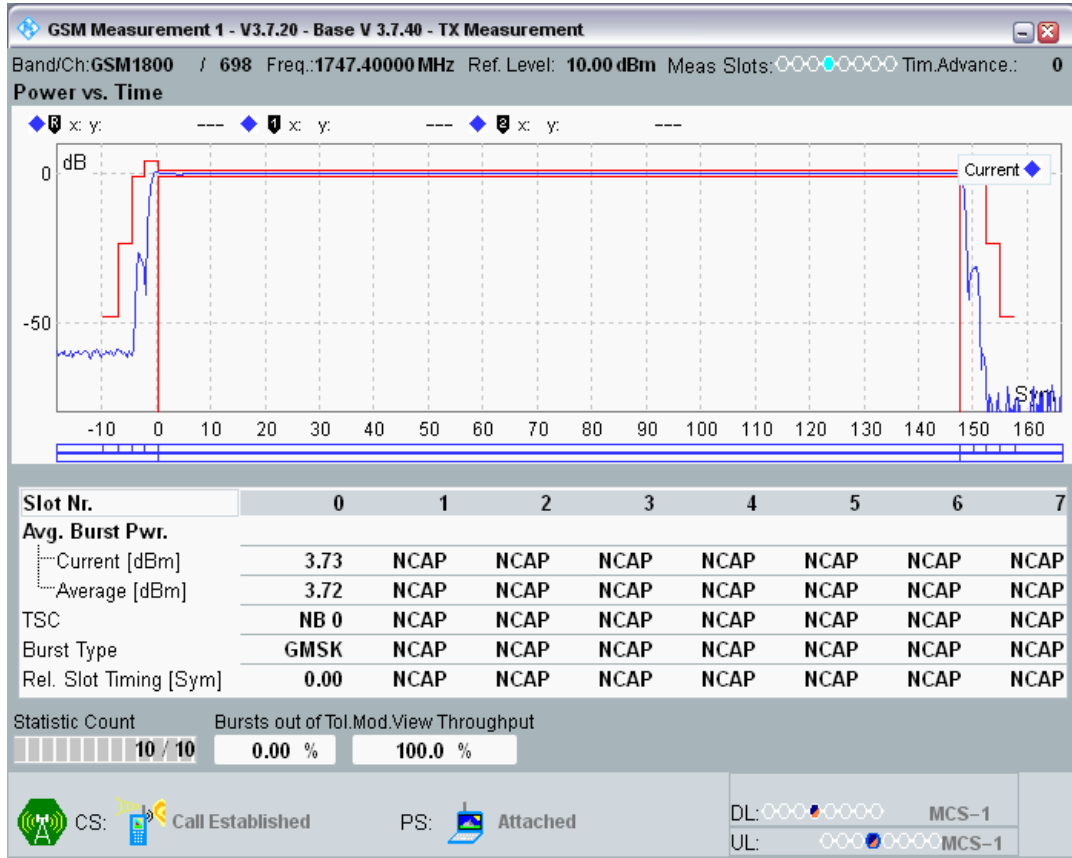 GSM Measurement 1 - V3.7.20 - Base V 3.7.40 - TX Measurement
Band/Ch:GSM1800 / 698 Freq.:1747.40000 MHz Ref. Level: 10.00 dBm Meas Slots: Tim.Advance.: 0
Power vs. Time
R x: y: --- 1 x: y: --- 2 x: y: ---
dB
Current
0
-50
Sym
-10 0 10 20 30 40 50 60 70 80 90 100 110 120 130 140 150 160
Slot Nr. 0 1 2 3 4 5 6 7
Avg. Burst Pwr.
Current [dBm] 3.73 NCAP NCAP NCAP NCAP NCAP NCAP NCAP
Average [dBm] 3.72 NCAP NCAP NCAP NCAP NCAP NCAP NCAP
TSC NB 0 NCAP NCAP NCAP NCAP NCAP NCAP NCAP
Burst Type GMSK NCAP NCAP NCAP NCAP NCAP NCAP NCAP
Rel. Slot Timing [Sym] 0.00 NCAP NCAP NCAP NCAP NCAP NCAP NCAP
Statistic Count Bursts out of Tol. Mod.View Throughput
10 / 10 0.00 % 100.0 %
CS: Call Established PS: Attached
DL: MCS-1
UL: MCS-1